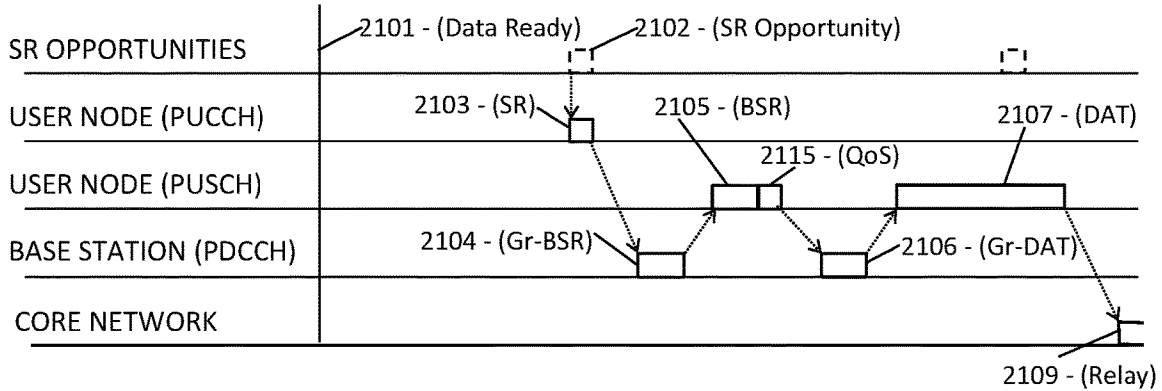 2101 - (Data Ready)
2102 - (SR Opportunity)
SR OPPORTUNITIES
2103 - (SR)
2105 - (BSR)
2107 - (DAT)
USER NODE (PUCCH)
2115 - (QoS)
USER NODE (PUSCH)
2104 - (Gr-BSR)
2106 - (Gr-DAT)
BASE STATION (PDCCH)
CORE NETWORK
2109 - (Relay)